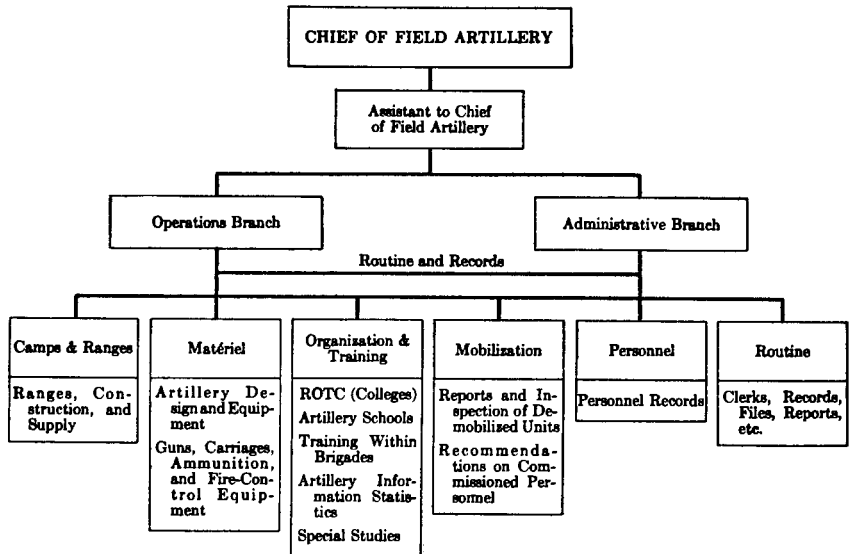 CHIEF OF FIELD ARTILLERY
Assistant to Chief
of Field Artillery
Operations Branch
Administrative Branch
Routine and Records
Camps & Ranges
Ranges, Con-
struction, and
Supply
Matériel
Artillery De-
sign and Equip-
ment
Guns, Carriages,
Ammunition,
and Fire-Con-
trol Equip-
ment
Organization &
Training
ROTC (Colleges)
Artillery Schools
Training Within
Brigades
Artillery Infor-
mation Statis-
tics
Special Studies
Mobilization
Reports and In-
spection of De-
mobilized Units
Recommenda-
tions on Com-
missioned Per-
sonnel
Personnel
Personnel Records
Routine
Clerks, Records,
Files, Reports,
etc.